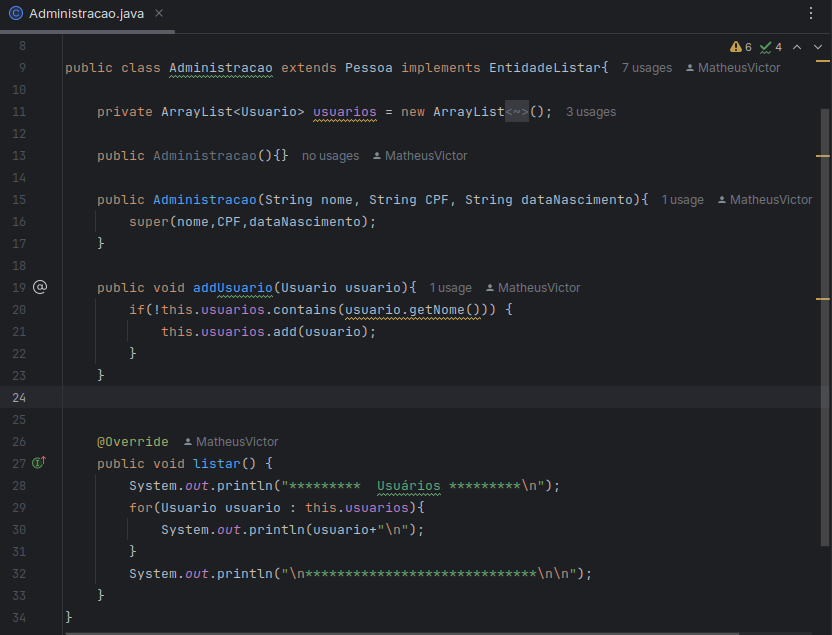 Administracao.java
6 4
8
9 public class Administracao extends Pessoa implements EntidadeListar{ 7 usages MatheusVictor
10
11 private ArrayList<Usuario> usuarios = new ArrayList<~>(); 3 usages
12
13 public Administracao(){} no usages MatheusVictor
14
15 public Administracao(String nome, String CPF, String dataNascimento){ 1 usage MatheusVictor
16 super(nome,CPF,dataNascimento);
17 }
18
19 @ public void addUsuario(Usuario usuario){ 1 usage MatheusVictor
20 if(!this.usuarios.contains(usuario.getNome())) {
21 this.usuarios.add(usuario);
22 }
23 }
24
25
26 @Override MatheusVictor
27 public void listar() {
28 System.out.println("********* Usuários *********\n");
29 for(Usuario usuario : this.usuarios){
30 System.out.println(usuario+"\n");
31 }
32 System.out.println("\n*****************************\n\n");
33 }
34 }